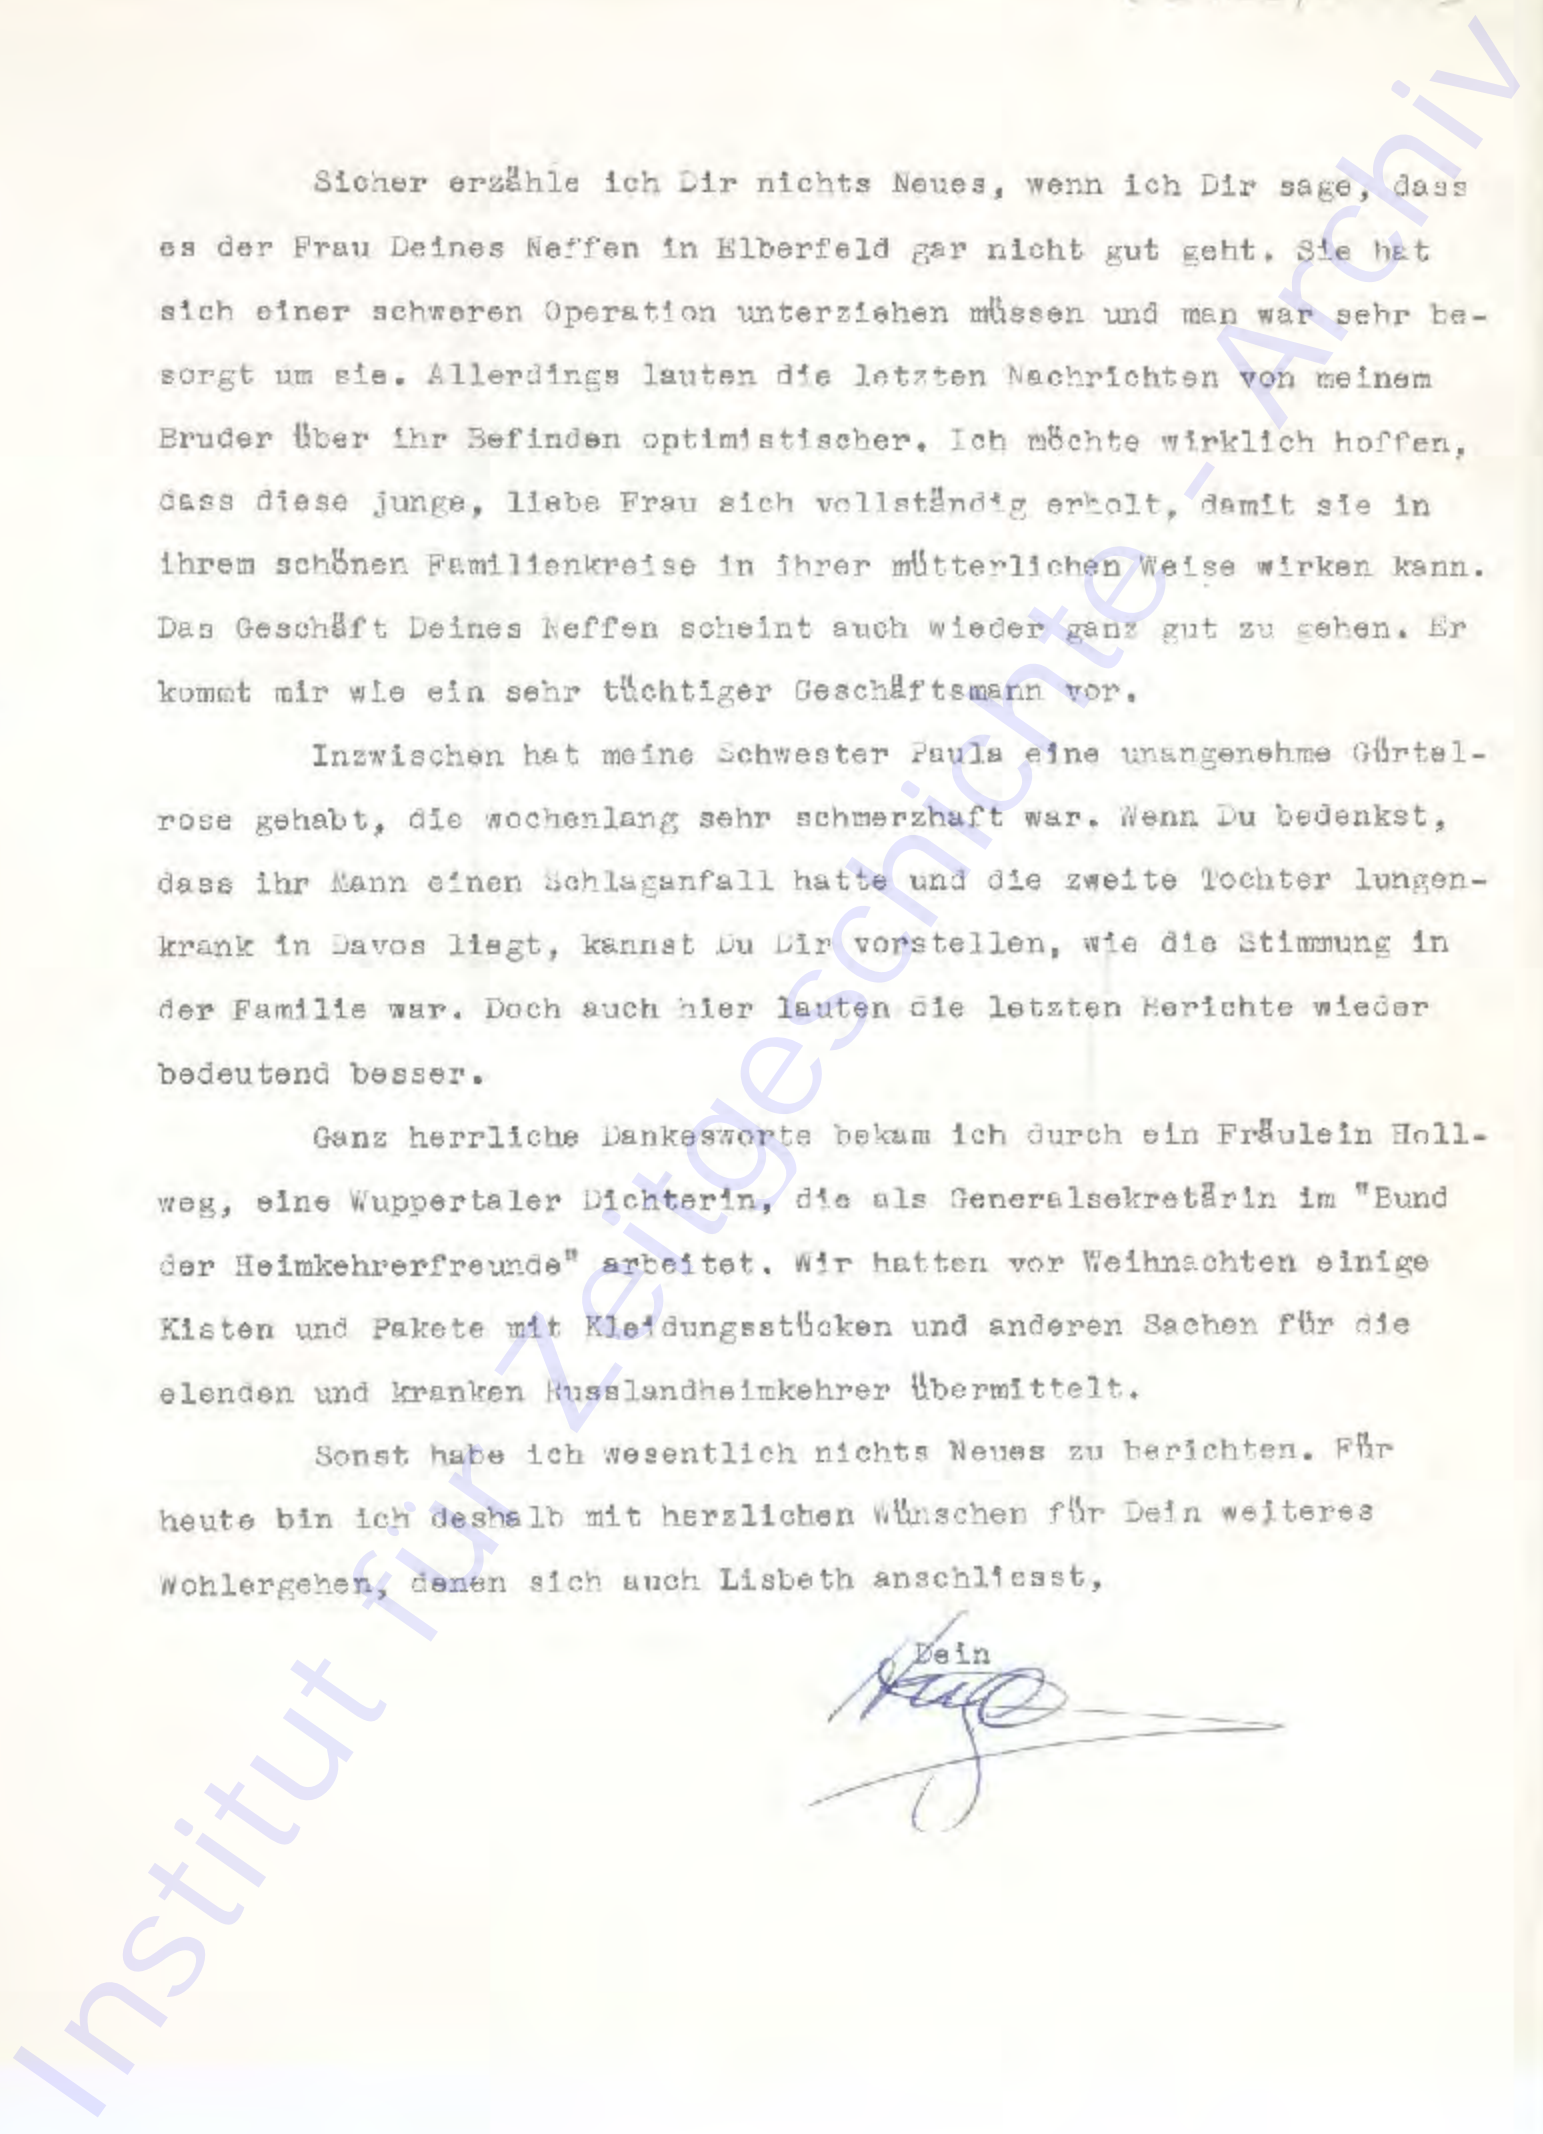 Sicher erzähle ich Dir nichts Neues, wenn ich Dir sage, dass
es der Frau Deines Neffen in Elberfeld gar nicht gut geht. Sie hat
sich einer schweren Operation unterziehen müssen und man war sehr be-
sorgt um sie. Allerdings lauten die letzten Nachrichten von meinem
Bruder über ihr Befinden optimistischer. Ich möchte wirklich hoffen,
dass diese junge, liebe Frau sich vollständig erholt, damit sie in
ihrem schönen Familienkreise in ihrer mütterlichen Weise wirken kann.
Das Geschäft Deines Neffen scheint auch wieder ganz gut zu gehen. Er
kommt mir wie ein sehr tüchtiger Geschäftsmann vor.
Inzwischen hat meine Schwester Paula eine unangenehme Gürtel-
rose gehabt, die wochenlang sehr schmerzhaft war. Wenn Du bedenkst,
dass ihr Mann einen Schlaganfall hatte und die zweite Tochter lungen-
krank in Davos liegt, kannst Du Dir vorstellen, wie die Stimmung in
der Familie war. Doch auch hier lauten die letzten Berichte wieder
bedeutend besser.
Ganz herrliche Dankesworte bekam ich durch ein Fräulein Holl-
weg, eine Wuppertaler Dichterin, die als Generalsekretärin im "Bund
der Heimkehrerfreunde" arbeitet. Wir hatten vor Weihnachten einige
Kisten und Pakete mit Kleidungsstücken und anderen Sachen für die
elenden und kranken Russlandheimkehrer übermittelt.
Sonst habe ich wesentlich nichts Neues zu berichten. Für
heute bin ich deshalb mit herzlichen Wünschen für Dein weiteres
Wohlergehen, denen sich auch Lisbeth anschliesst,
Dein
Hugo
Institut für Zeitgeschichte - Archiv